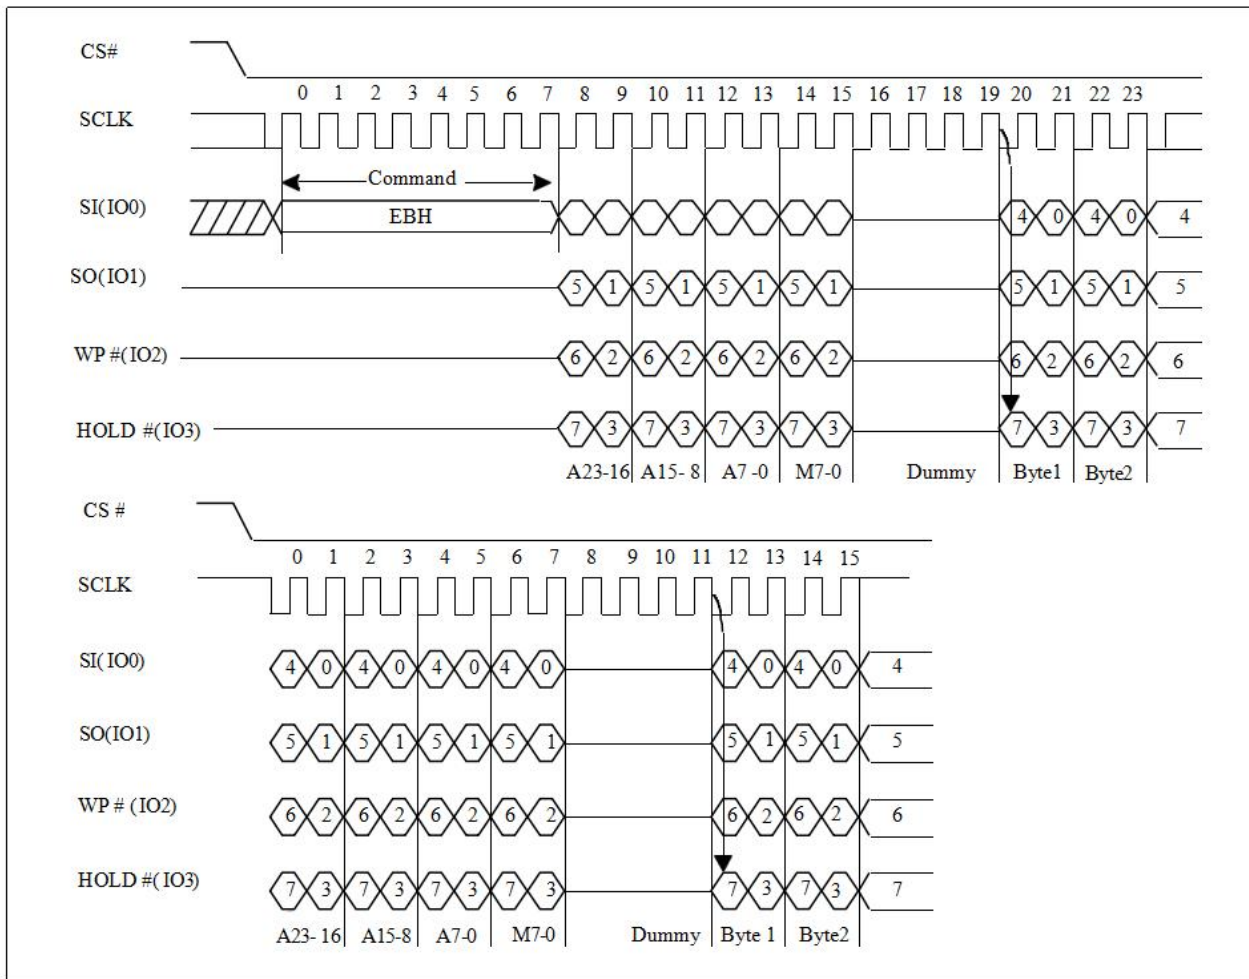 CS#
0 1 2 3 4 5 6 7 8 9 10 11 12 13 14 15 16 17 18 19 20 21 22 23
SCLK
Command
SI(IO0) EBH 4 0 4 0 4
SO(IO1) 5 1 5 1 5 1 5 1 5 1 5 1 5
WP #(IO2) 6 2 6 2 6 2 6 2 6 2 6 2 6
HOLD #(IO3) 7 3 7 3 7 3 7 3 7 3 7 3 7
A23-16 A15- 8 A7 -0 M7-0 Dummy Byte1 Byte2
CS #
0 1 2 3 4 5 6 7 8 9 10 11 12 13 14 15
SCLK
SI(IO0) 4 0 4 0 4 0 4 0 4 0 4 0 4
SO(IO1) 5 1 5 1 5 1 5 1 5 1 5 1 5
WP # (IO2) 6 2 6 2 6 2 6 2 6 2 6 2 6
HOLD #(IO3) 7 3 7 3 7 3 7 3 7 3 7 3 7
A23- 16 A15-8 A7-0 M7-0 Dummy Byte 1 Byte2